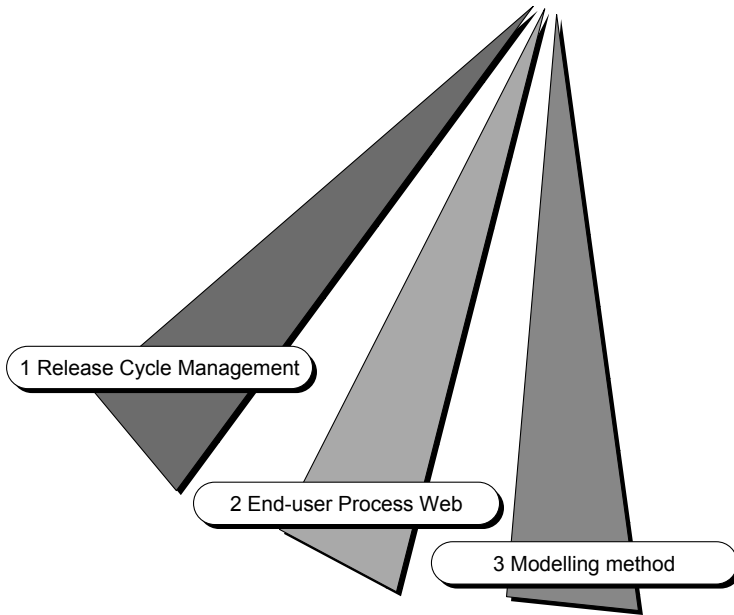 1 Release Cycle Management
2 End-user Process Web
3 Modelling method